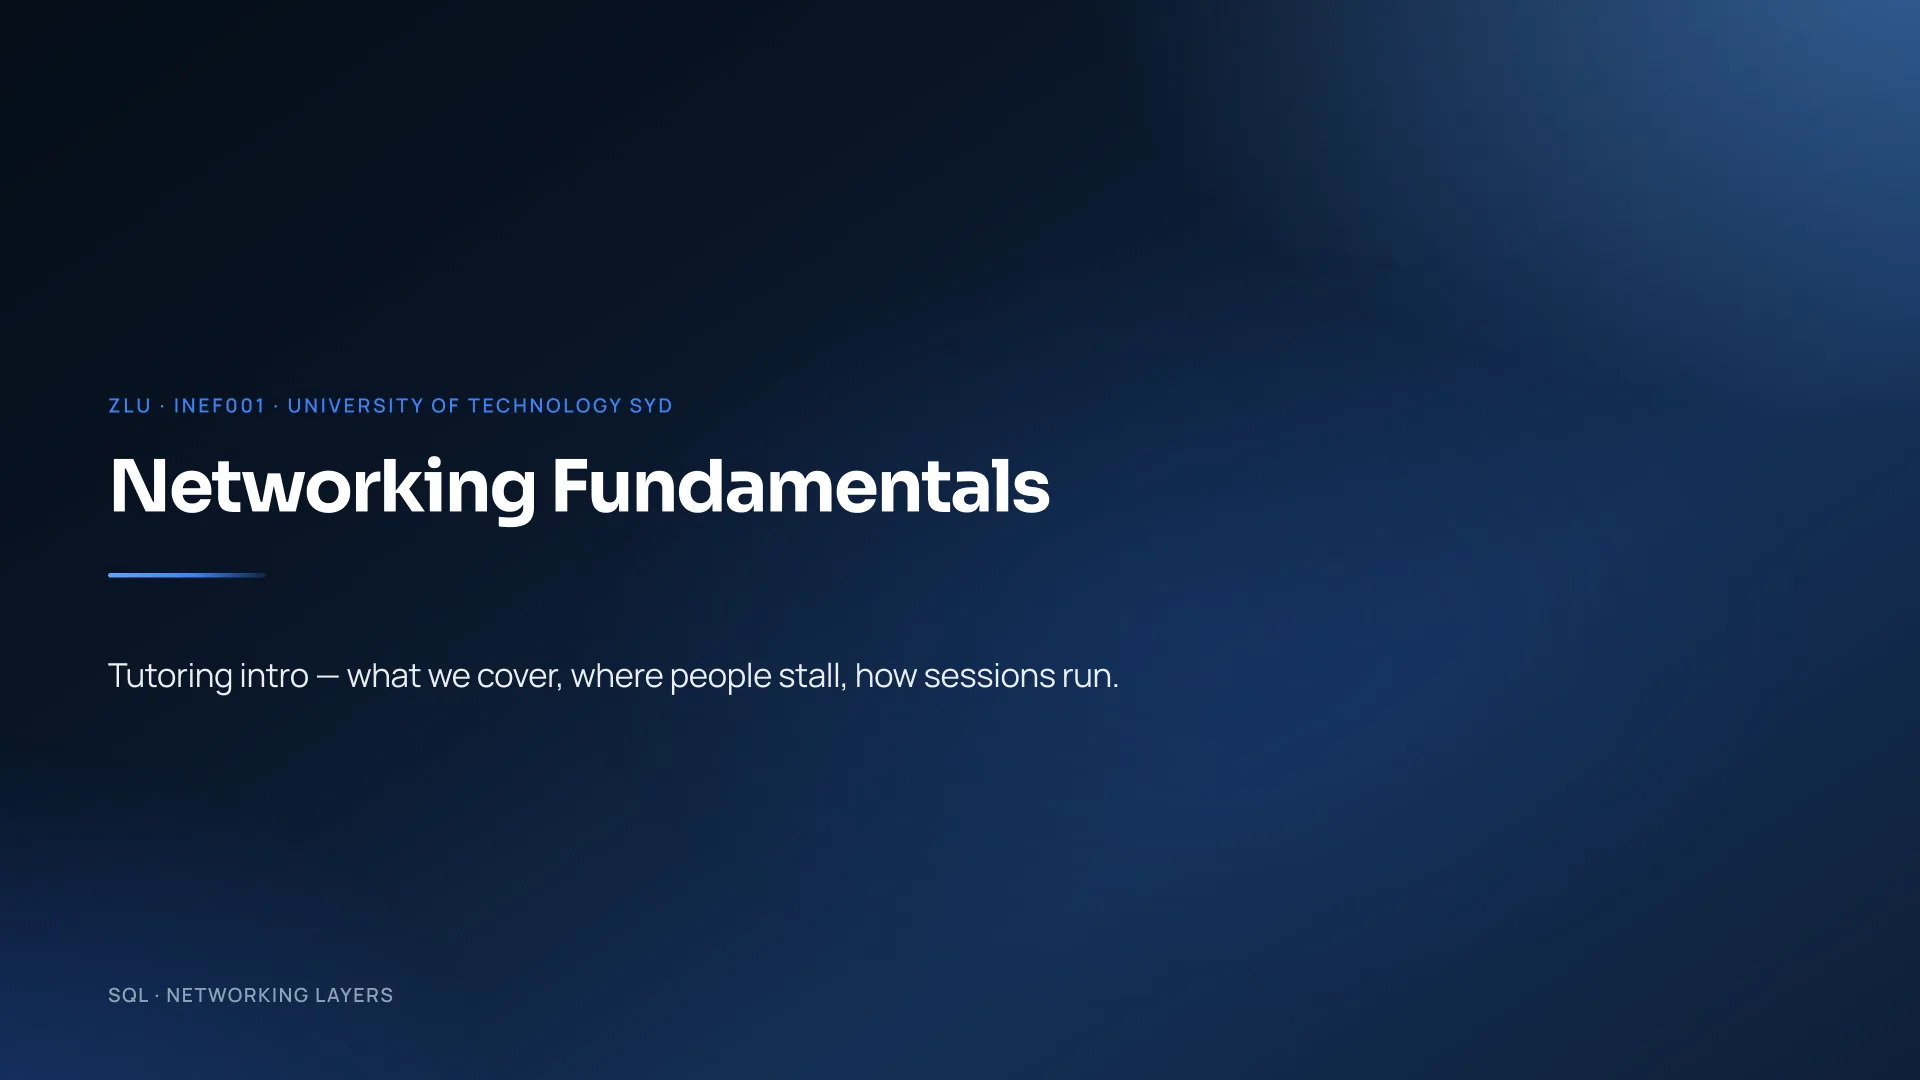 ZLU · INEF001 · UNIVERSITY OF TECHNOLOGY SYD
Networking Fundamentals
Tutoring intro — what we cover, where people stall, how sessions run.
SQL · NETWORKING LAYERS